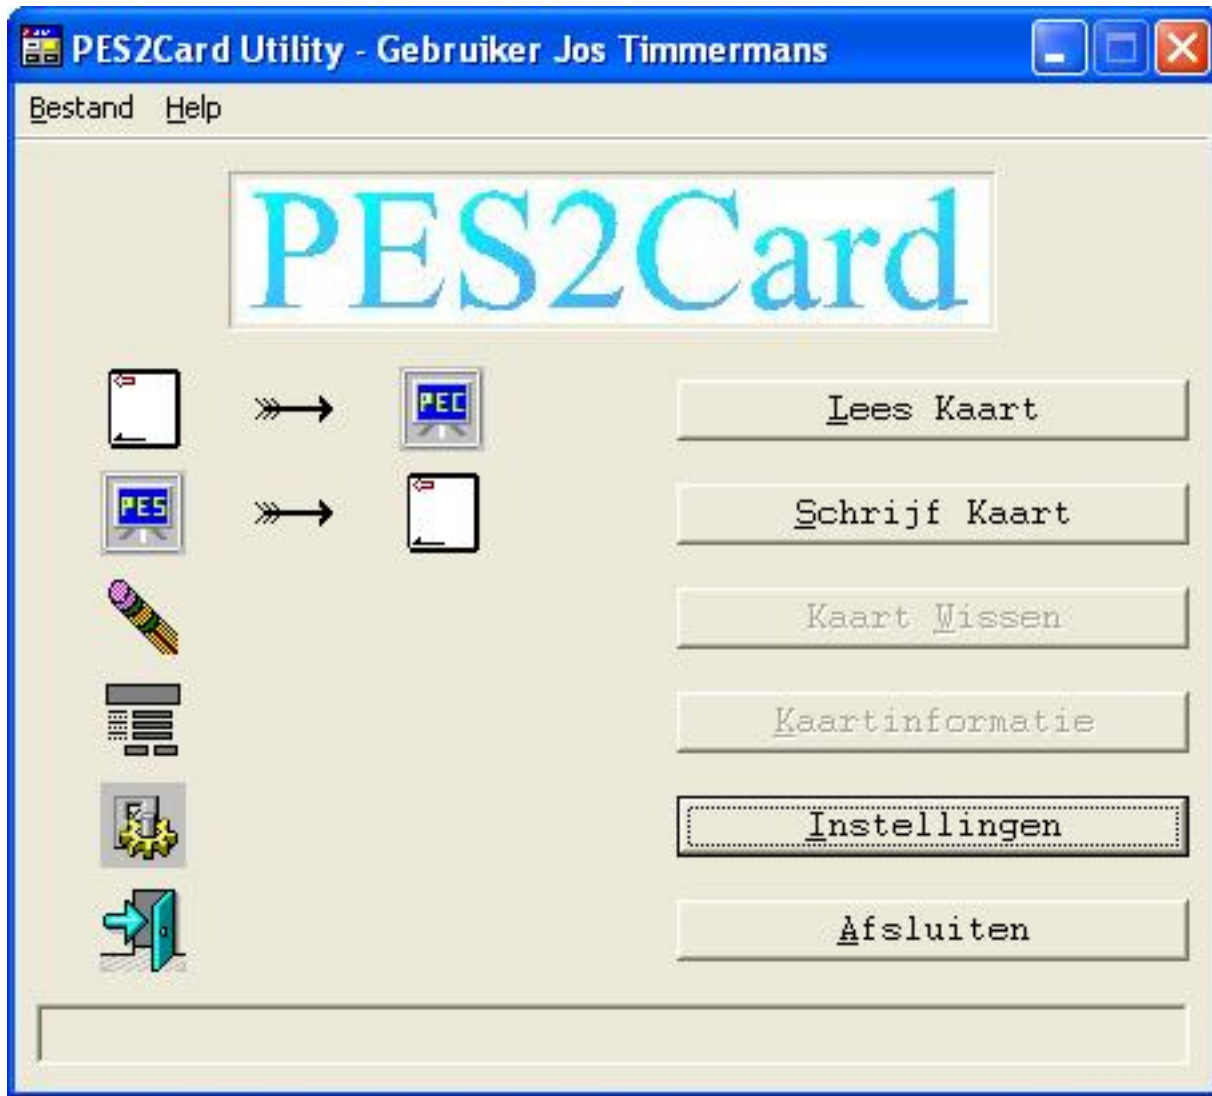 PES2Card Utility - Gebruiker Jos Timmermans
Bestand Help
PES2Card
PEC
Lees Kaart
PES
Schrijf Kaart
Kaart Wissen
Kaartinformatie
Instellingen
Afsluiten